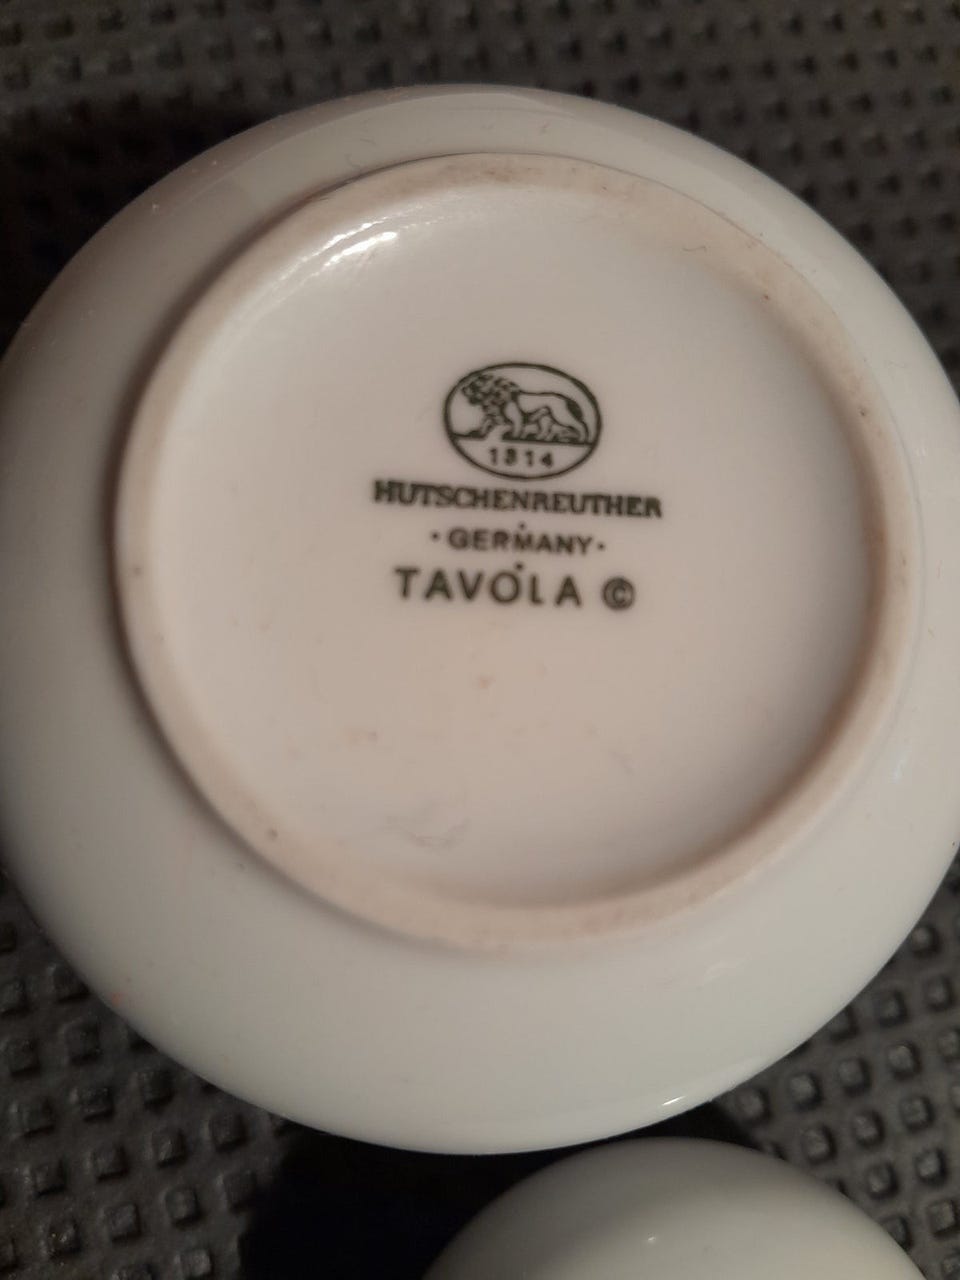 1814
HUTSCHENREUTHER
· GERMANY ·
TAVOLA ©